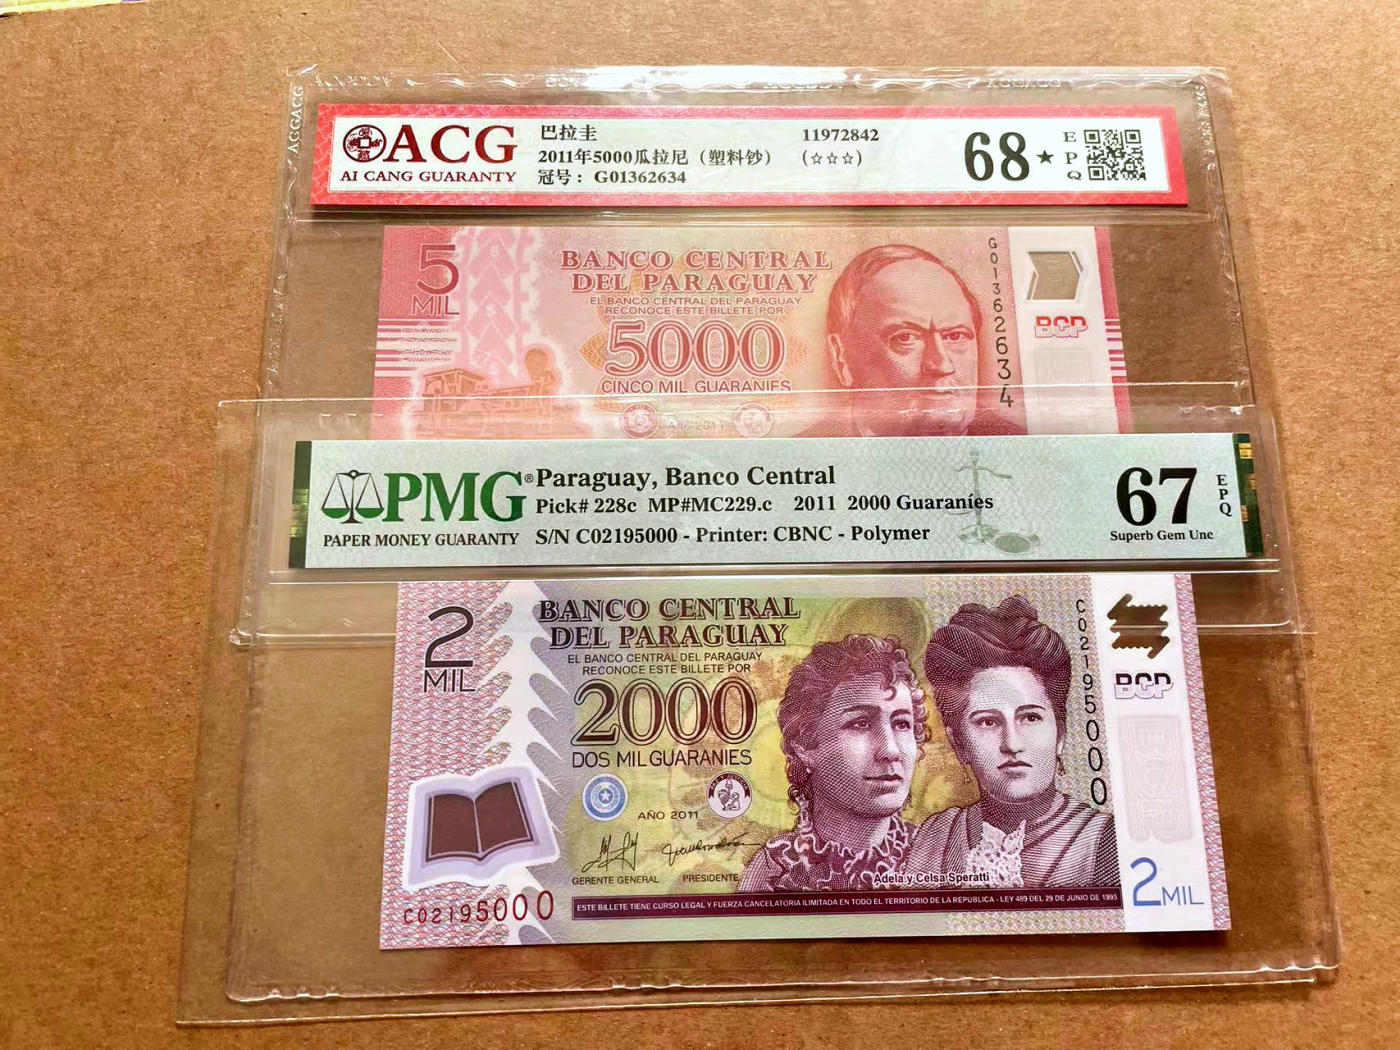 ACGACG
ACGACG
ACG
AI CANG GUARANTY
巴拉圭
11972842
2011年5000瓜拉尼（塑料钞）
(☆☆☆)
冠号：G01362634
68★
EPQ
5
MIL
BANCO CENTRAL
DEL PARAGUAY
EL BANCO CENTRAL DEL PARAGUAY
RECONOCE ESTE BILLETE POR
5000
CINCO MIL GUARANIES
Año 2011
G01362634
BCP
PMG®
PAPER MONEY GUARANTY
Paraguay, Banco Central
Pick# 228c MP#MC229.c 2011 2000 Guaraníes
S/N C02195000 - Printer: CBNC - Polymer
67
Superb Gem Unc
EPQ
2
MIL
BANCO CENTRAL
DEL PARAGUAY
EL BANCO CENTRAL DEL PARAGUAY
RECONOCE ESTE BILLETE POR
2000
DOS MIL GUARANIES
AÑO 2011
GERENTE GENERAL
PRESIDENTE
Adela y Celsa Speratti
C02195000
BCP
BCP
2MIL
C02195000
ESTE BILLETE TIENE CURSO LEGAL Y FUERZA CANCELATORIA ILIMITADA EN TODO EL TERRITORIO DE LA REPUBLICA - LEY 489 DEL 29 DE JUNIO DE 1995